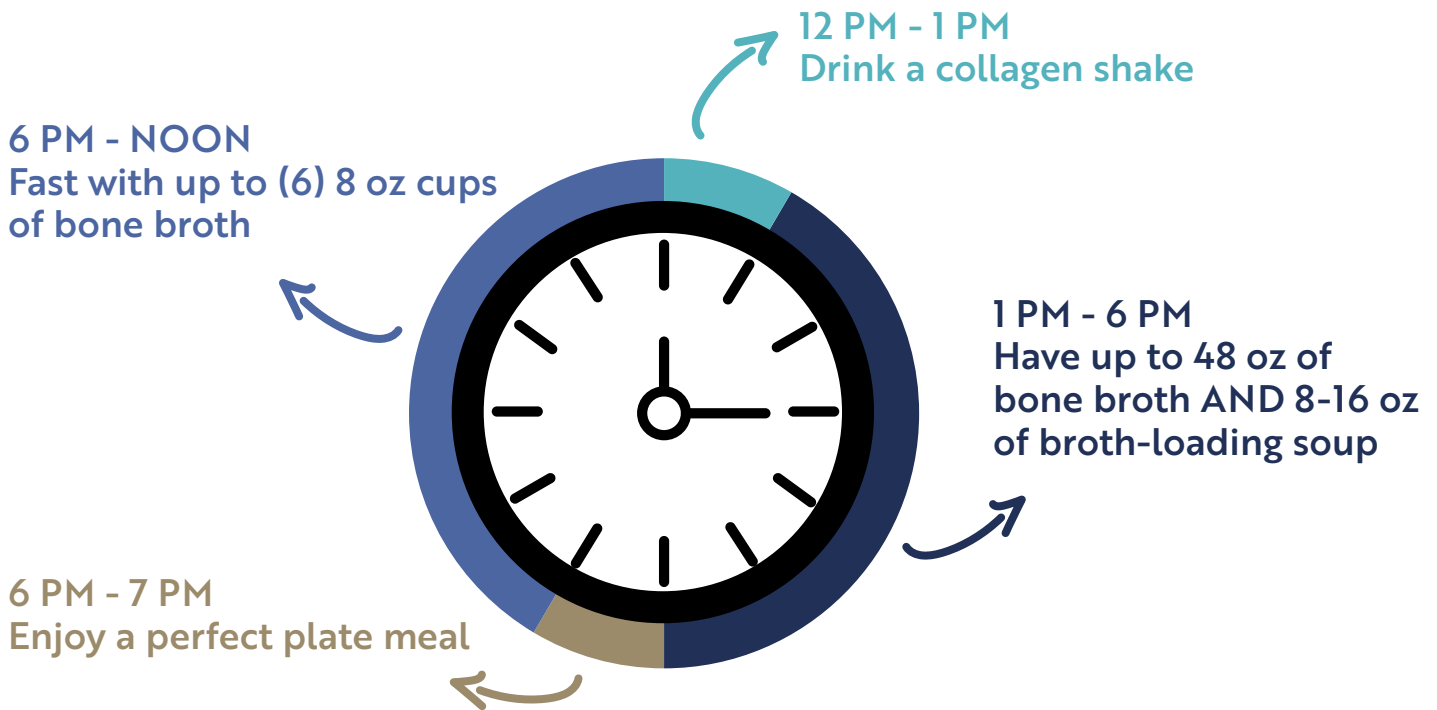 12 PM - 1 PM
Drink a collagen shake
6 PM - NOON
Fast with up to (6) 8 oz cups
of bone broth
1 PM - 6 PM
Have up to 48 oz of
bone broth AND 8-16 oz
of broth-loading soup
6 PM - 7 PM
Enjoy a perfect plate meal